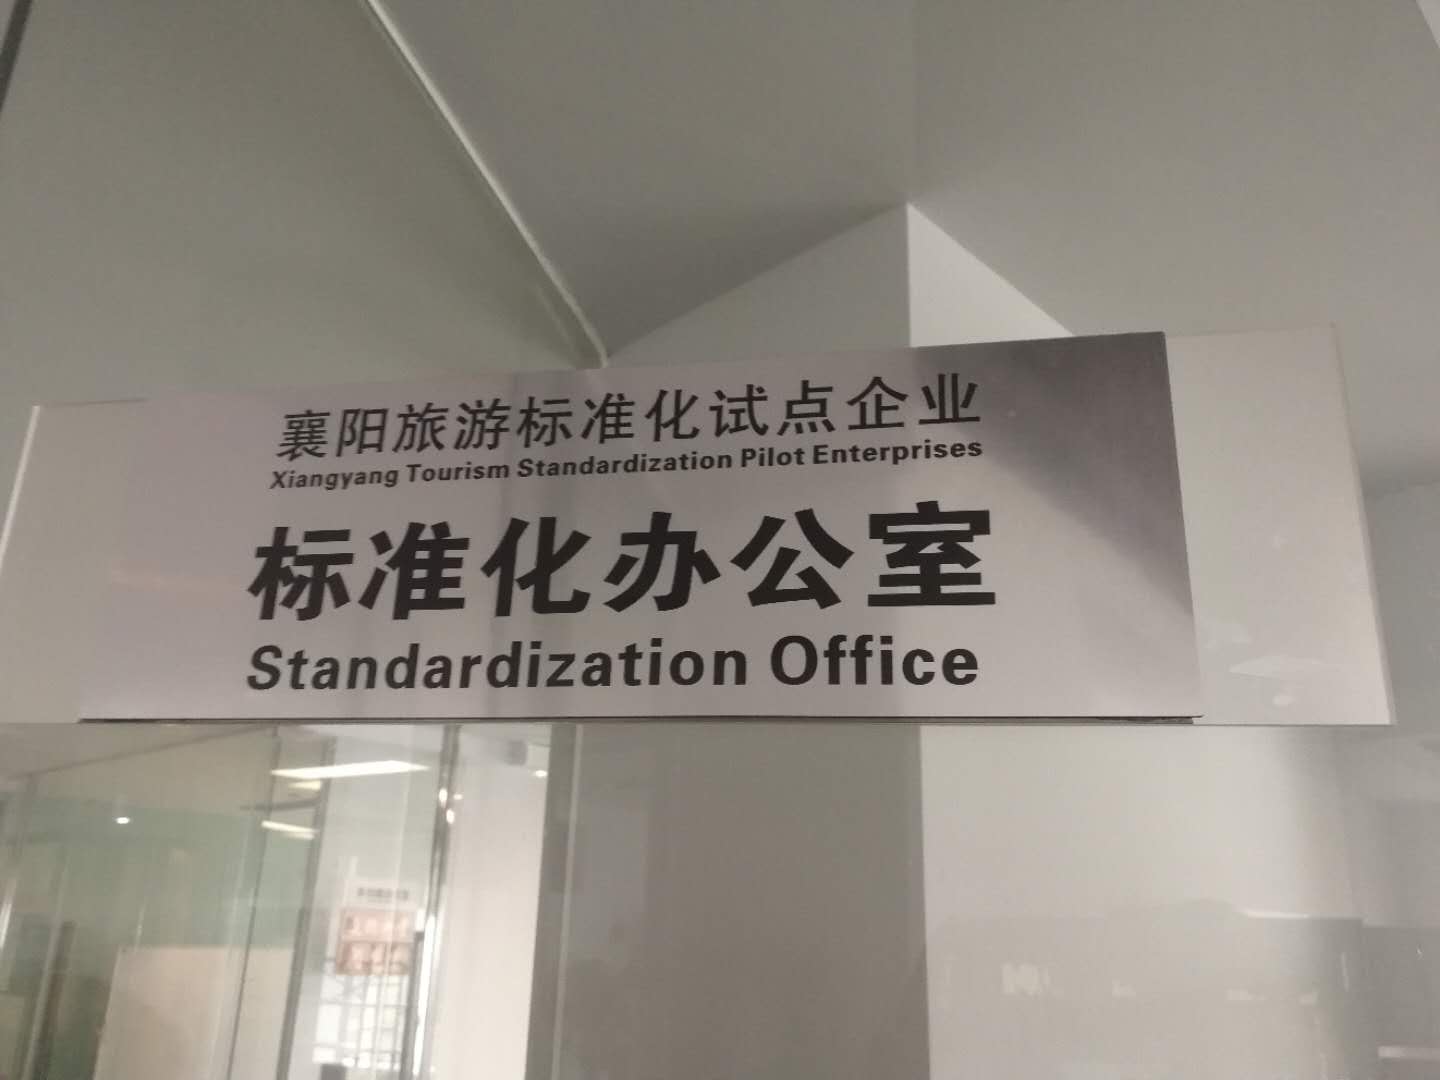 襄阳旅游标准化试点企业
Xiangyang Tourism Standardization Pilot Enterprises
标准化办公室
Standardization Office